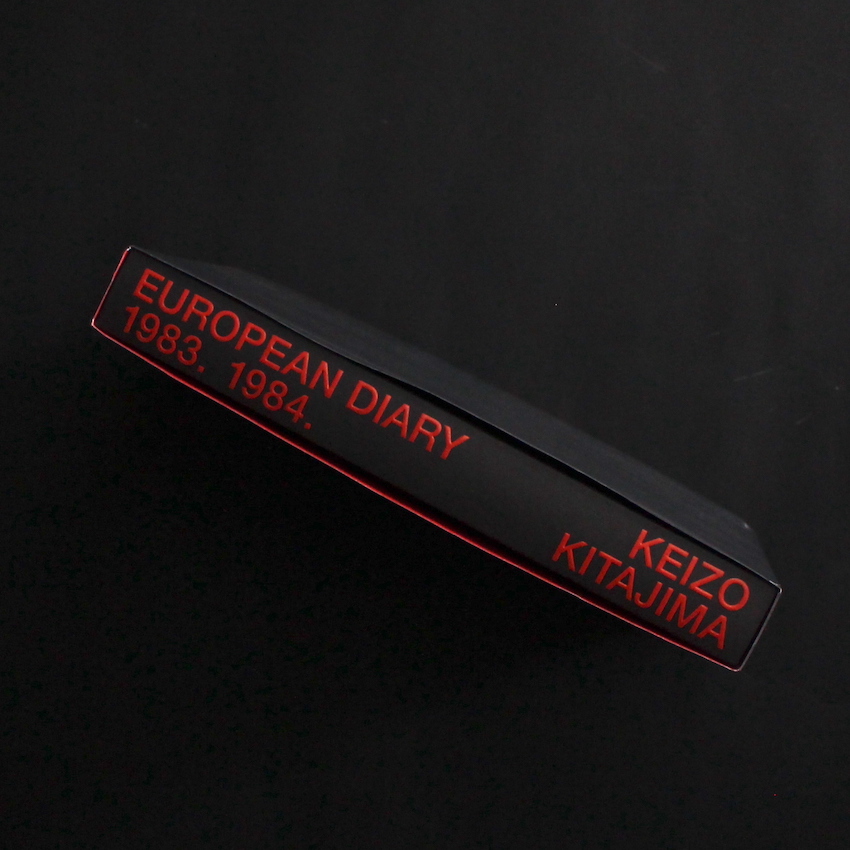 EUROPEAN DIARY
1983. 1984.
KEIZO
KITAJIMA